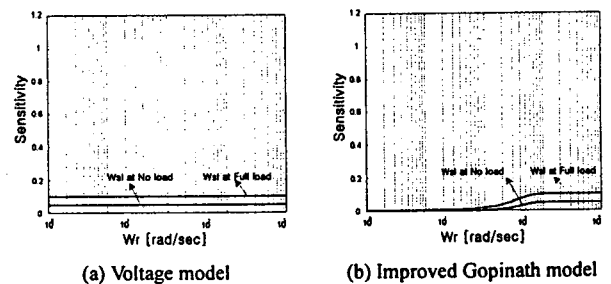 1.2
1
0.8
0.6
0.4
0.2
0
Sensitivity
Wsl at No load
Wsl at Full load
Wr [rad/sec]
(a) Voltage model
1.2
1
0.8
0.6
0.4
0.2
0
Sensitivity
Wsl at No load
Wsl at Full load
Wr [rad/sec]
(b) Improved Gopinath model